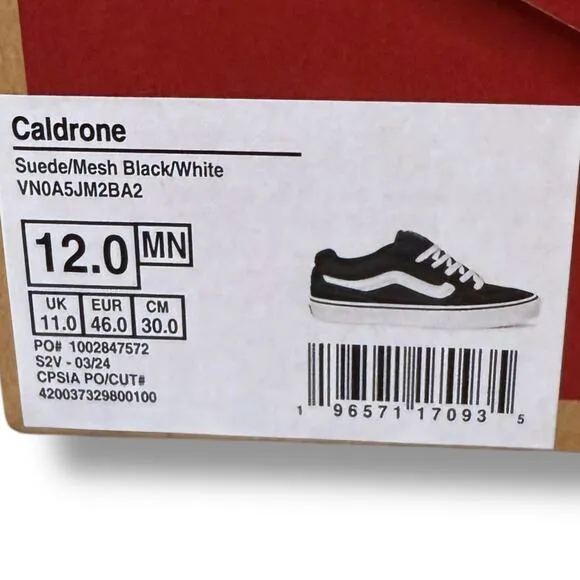 Caldrone
Suede/Mesh Black/White
VN0A5JM2BA2
12.0 MN
UK EUR CM
11.0 46.0 30.0
PO# 1002847572
S2V - 03/24
CPSIA PO/CUT#
420037329800100
1 96571 17093 5